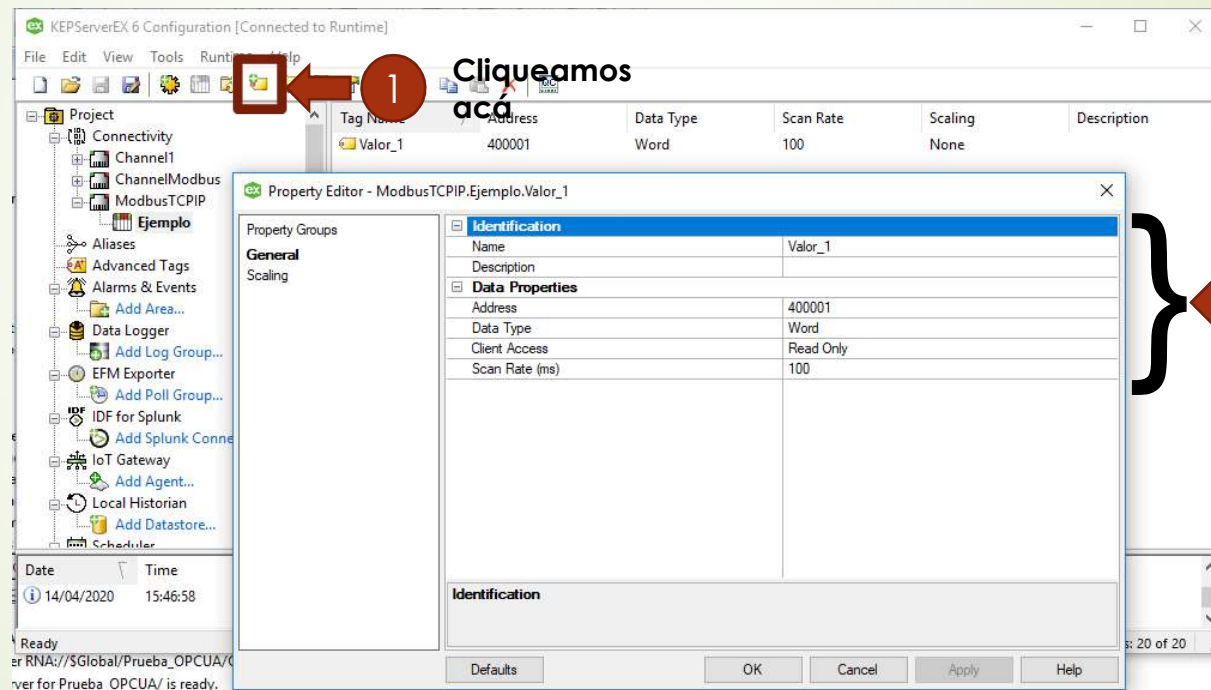 KEPServerEX 6 Configuration [Connected to Runtime]
File Edit View Tools
1
Cliqueamos
acá
Project
Connectivity
Channel1
ChannelModbus
ModbusTCPIP
Ejemplo
Aliases
Advanced Tags
Alarms & Events
Add Area...
Data Logger
Add Log Group...
EFM Exporter
Add Poll Group...
IDF for Splunk
Add Splunk Conne
IoT Gateway
Add Agent...
Local Historian
Add Datastore...
Scheduler
Tag Name Address Data Type Scan Rate Scaling Description
Valor_1 400001 Word 100 None
Property Editor - ModbusTCPIP.Ejemplo.Valor_1
Property Groups
General
Scaling
Identification
Name Valor_1
Description
Data Properties
Address 400001
Data Type Word
Client Access Read Only
Scan Rate (ms) 100
Identification
Defaults OK Cancel Apply Help
Date Time
14/04/2020 15:46:58
Ready
s: 20 of 20
er RNA://$Global/Prueba_OPCUA/
ver for Prueba OPCUA/ is ready.